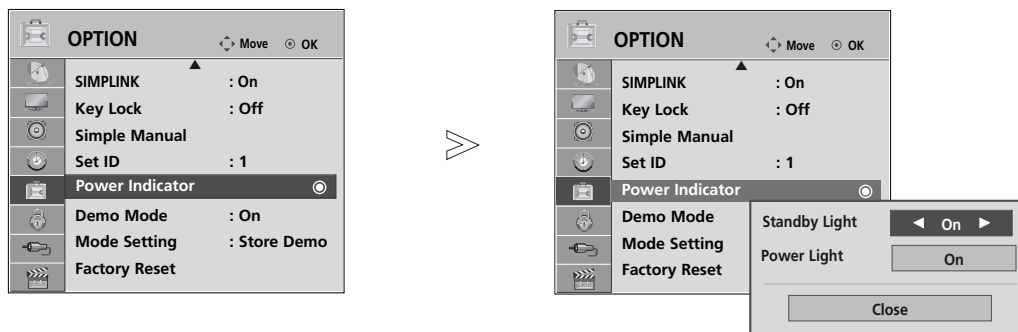 OPTION
Move OK
SIMPLINK : On
Key Lock : Off
Simple Manual
Set ID : 1
Power Indicator
Demo Mode : On
Mode Setting : Store Demo
Factory Reset
OPTION
Move OK
SIMPLINK : On
Key Lock : Off
Simple Manual
Set ID : 1
Power Indicator
Demo Mode
Mode Setting
Factory Reset
Standby Light ◄ On ►
Power Light On
Close